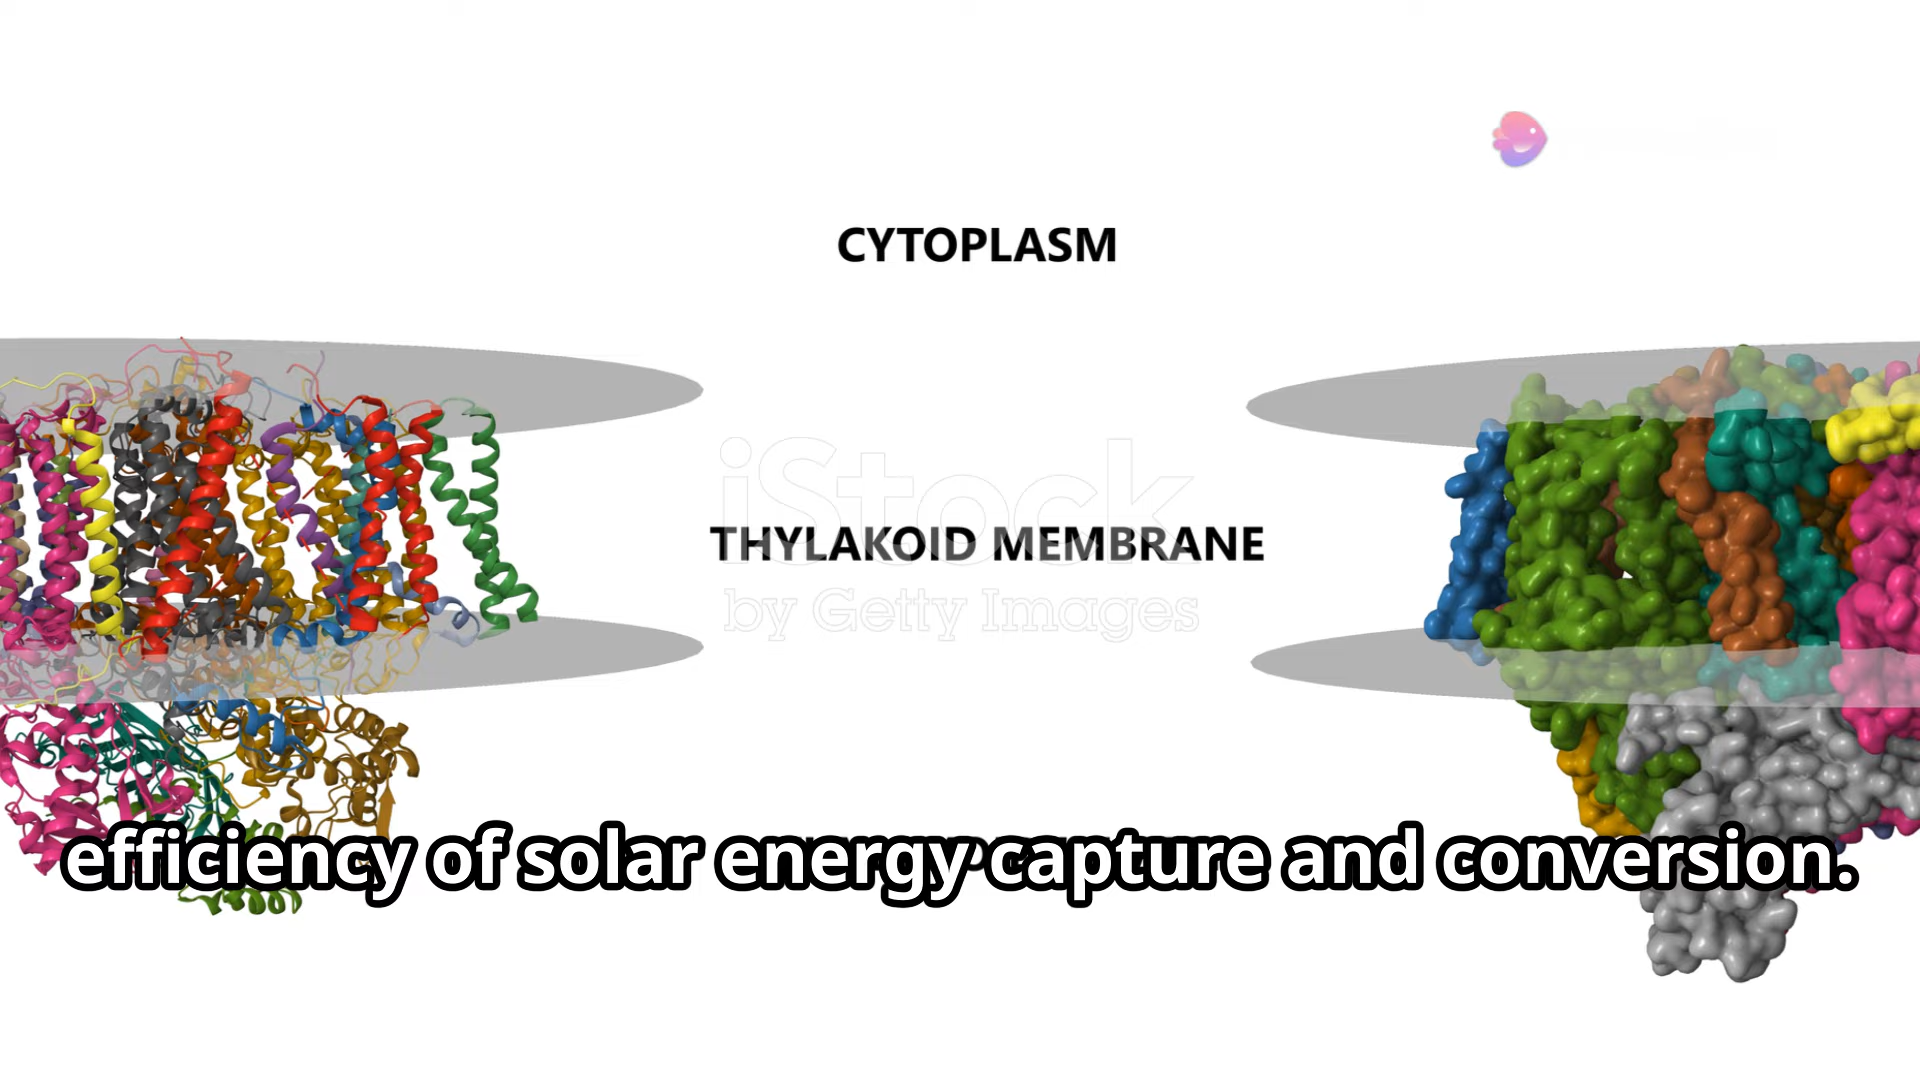 CYTOPLASM
iStock
THYLAKOID MEMBRANE
by Getty Images
efficiency of solar energy capture and conversion.